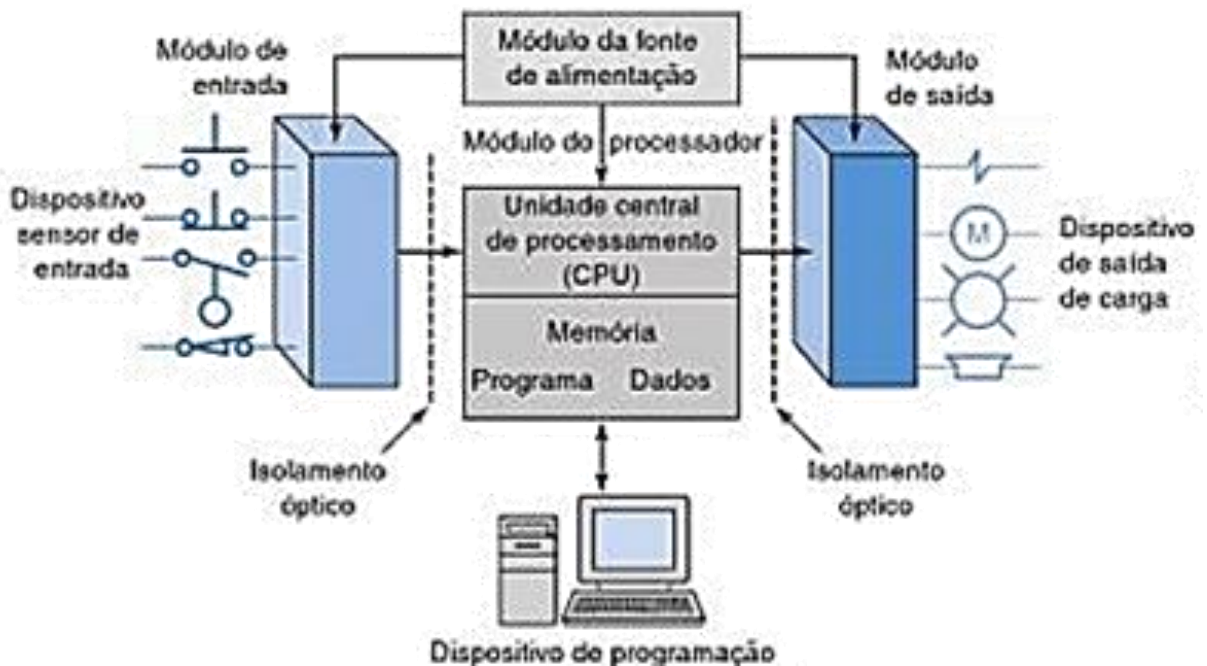 Módulo da fonte
de alimentação
Módulo de
entrada
Módulo
de saída
Módulo do processador
Dispositivo
sensor de
entrada
Unidade central
de processamento
(CPU)
Memória
Programa Dados
M
Dispositivo
de saída
de carga
Isolamento
óptico
Isolamento
óptico
Dispositivo de programação